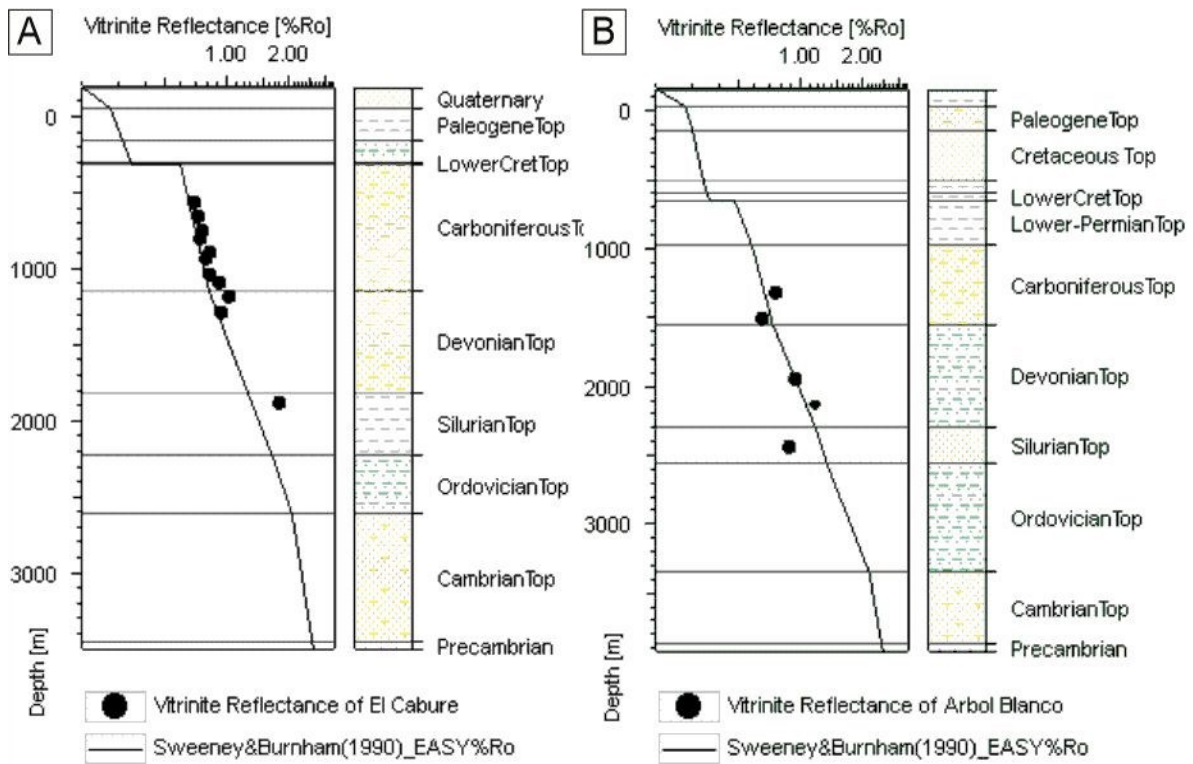 A
Vitrinite Reflectance [%Ro]
1.00 2.00
0
1000
2000
3000
Depth [m]
Quaternary
PaleogeneTop
LowerCretTop
CarboniferousTo
DevonianTop
SilurianTop
OrdovicianTop
CambrianTop
Precambrian
Vitrinite Reflectance of El Cabure
Sweeney&Burnham(1990)_EASY%Ro
B
Vitrinite Reflectance [%Ro]
1.00 2.00
0
1000
2000
3000
Depth [m]
PaleogeneTop
Cretaceous Top
LowerCretTop
Lower-PermianTop
CarboniferousTop
DevonianTop
SilurianTop
OrdovicianTop
CambrianTop
Precambrian
Vitrinite Reflectance of Arbol Blanco
Sweeney&Burnham(1990)_EASY%Ro